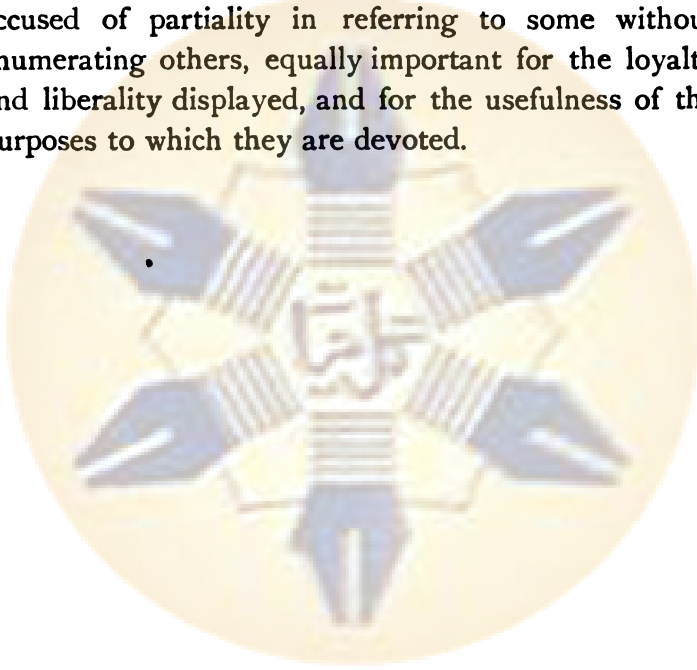 ccused of partiality in referring to some withou
numerating others, equally important for the loyalt
nd liberality displayed, and for the usefulness of th
urposes to which they are devoted.